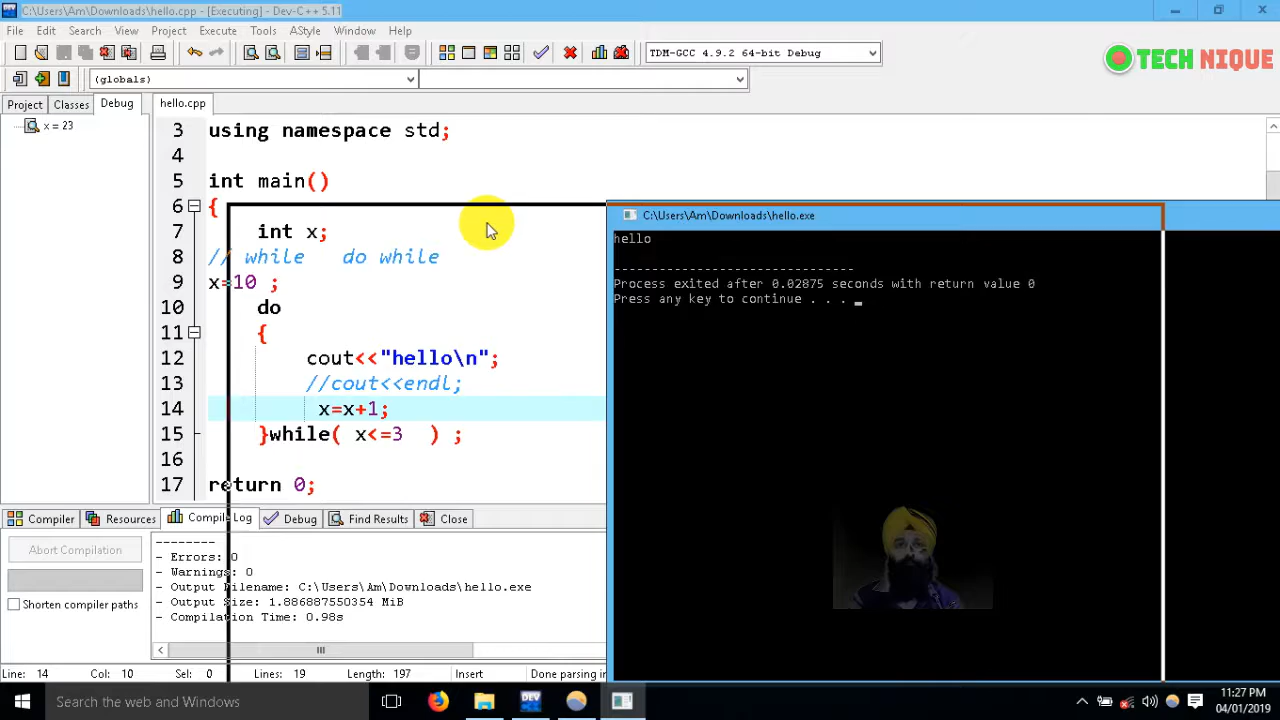 C:\Users\Am\Downloads\hello.cpp - [Executing] - Dev-C++ 5.11
File Edit Search View Project Execute Tools AStyle Window Help
TDM-GCC 4.9.2 64-bit Debug
TECH NIQUE
(globals)
Project Classes Debug
hello.cpp
x = 23
3 using namespace std;
4
5 int main()
6 {
7 int x;
8 // while do while
9 x=10 ;
10 do
11 {
12 cout<<"hello\n";
13 //cout<<endl;
14 x=x+1;
15 }while( x<=3 ) ;
16
17 return 0;
C:\Users\Am\Downloads\hello.exe
hello
--------------------------------
Process exited after 0.02875 seconds with return value 0
Press any key to continue . . . _
Compiler Resources Compile Log Debug Find Results Close
Abort Compilation
Shorten compiler paths
--------
- Errors: 0
- Warnings: 0
- Output Filename: C:\Users\Am\Downloads\hello.exe
- Output Size: 1.886887550354 MiB
- Compilation Time: 0.98s
Line: 14 Col: 10 Sel: 0 Lines: 19 Length: 197 Insert Done parsing in
Search the web and Windows
DEV
11:27 PM
04/01/2019